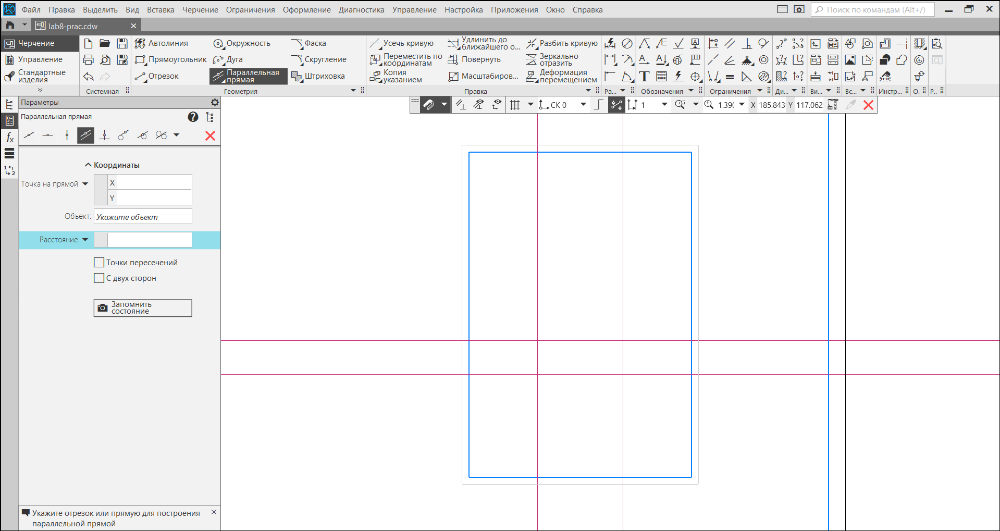 Файл Правка Выделить Вид Вставка Черчение Ограничения Оформление Диагностика Управление Настройка Приложения Окно Справка Поиск по командам (Alt+/)
lab8-prac.cdw
Черчение
Управление
Стандартные
изделия
Системная
Автолиния
Прямоугольник
Отрезок
Окружность
Дуга
Параллельная
прямая
Фаска
Скругление
Штриховка
Геометрия
Усечь кривую
Переместить по
координатам
Копия
указанием
Удлинить до
ближайшего о...
Повернуть
Масштабиров...
Разбить кривую
Зеркально
отразить
Деформация
перемещением
Правка
Ра... Обозначения Ограничения Ди... Ви... Вс... Инстр... О. Р..
Параметры
Параллельная прямая
СК 0 1 1.39 X 185.843 Y 117.062
Координаты
Точка на прямой
X
Y
Объект: Укажите объект
Расстояние
Точки пересечений
С двух сторон
Запомнить
состояние
Укажите отрезок или прямую для построения
параллельной прямой